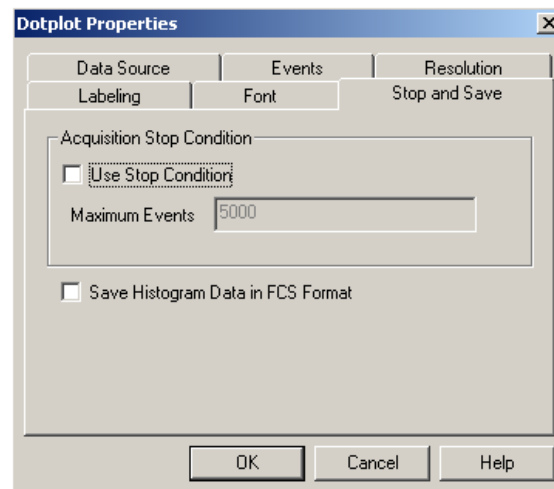 Dotplot Properties
Data Source Events Resolution
Labeling Font Stop and Save
Acquisition Stop Condition
Use Stop Condition
Maximum Events 5000
Save Histogram Data in FCS Format
OK Cancel Help